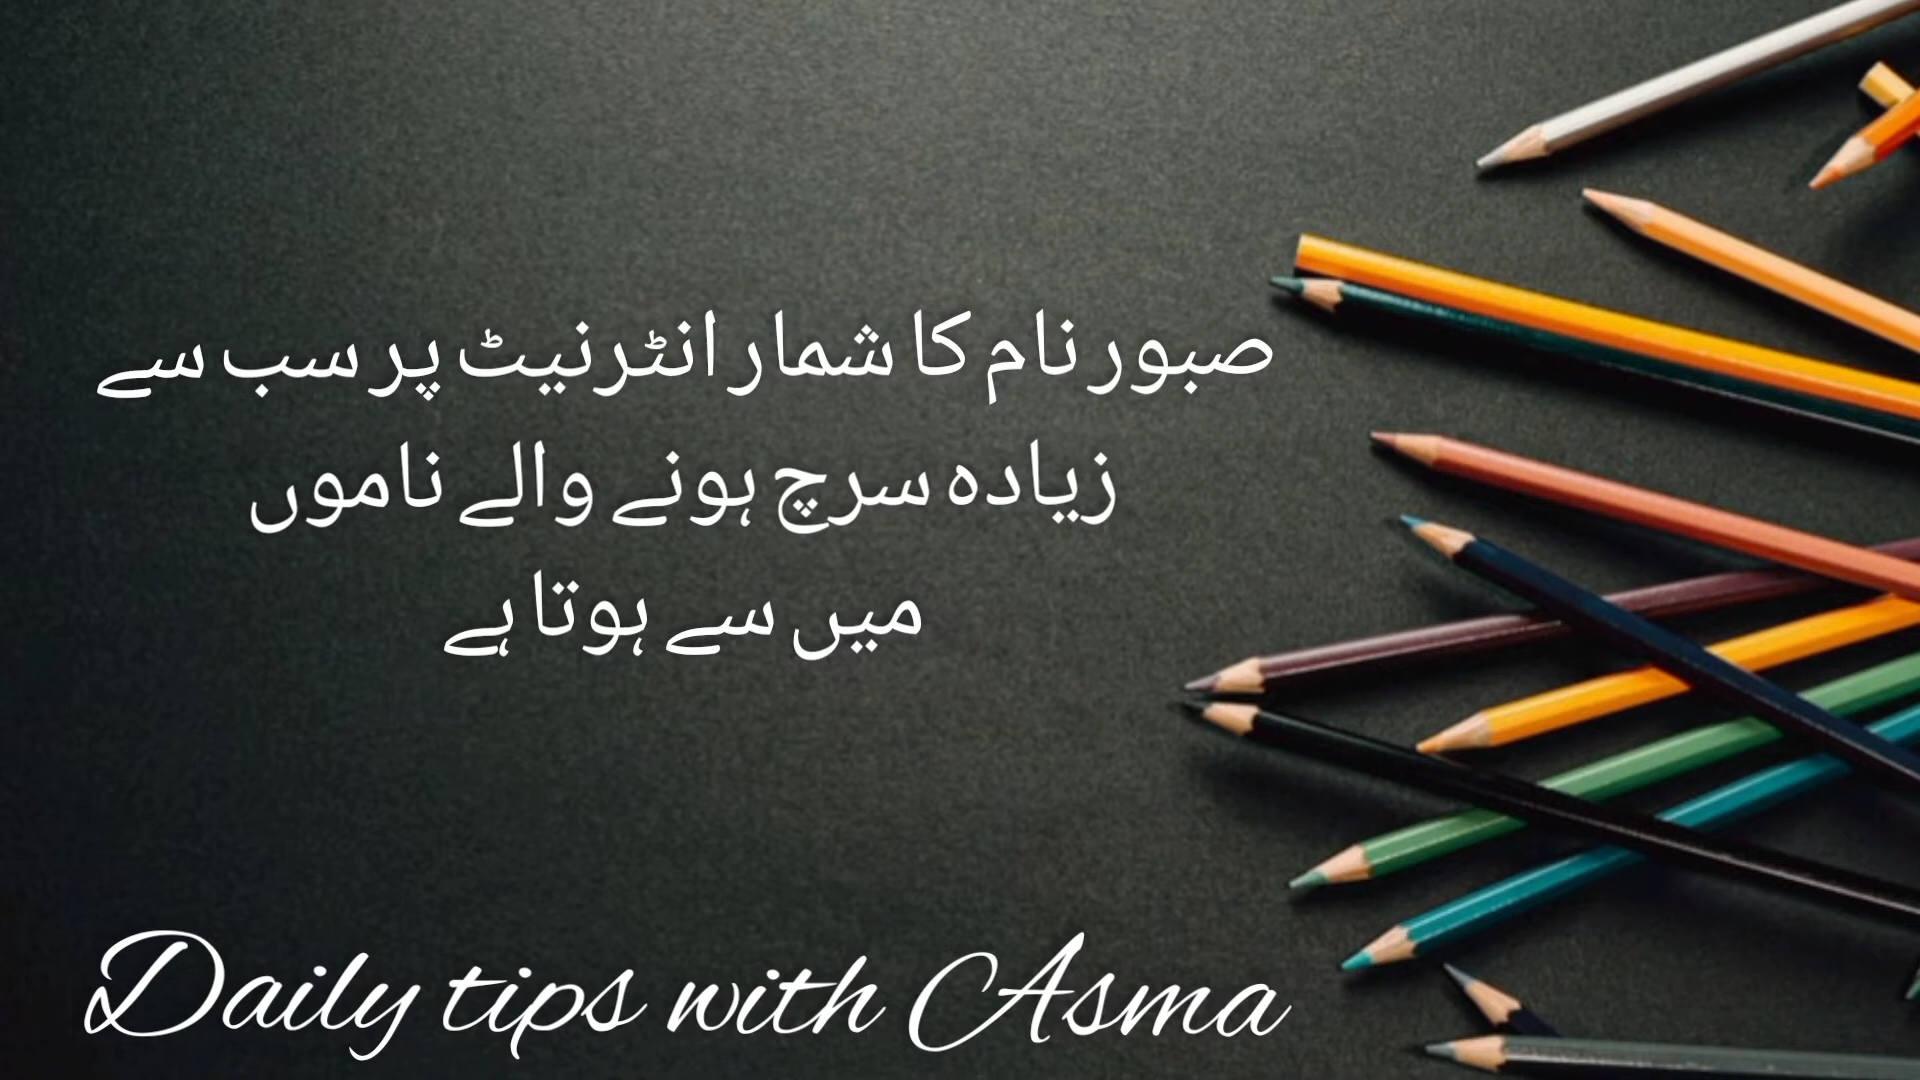 صبور نام کا شمار انٹرنیٹ پر سب سے
زیادہ سرچ ہونے والے ناموں
میں سے ہوتا ہے
Daily tips with Asma